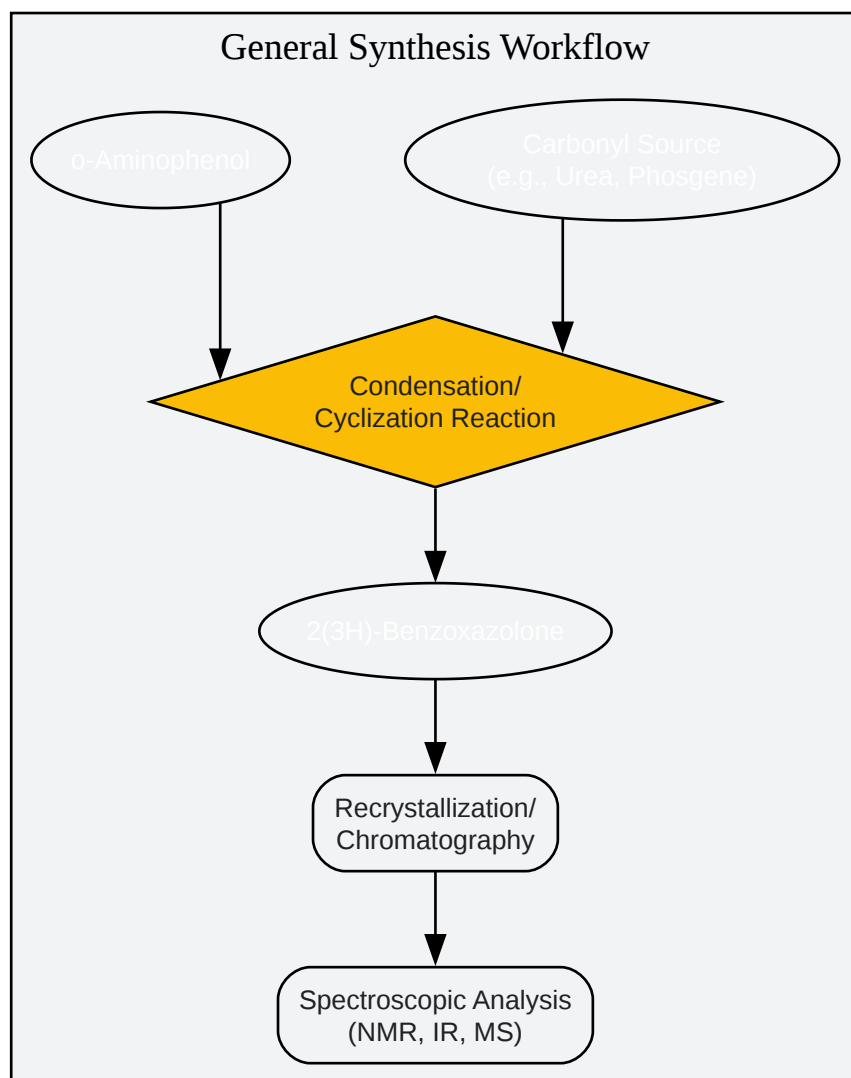 General Synthesis Workflow
o-Aminophenol
Carbonyl Source
(e.g., Urea, Phosgene)
Condensation/
Cyclization Reaction
2(3H)-Benzoxazolone
Recrystallization/
Chromatography
Spectroscopic Analysis
(NMR, IR, MS)